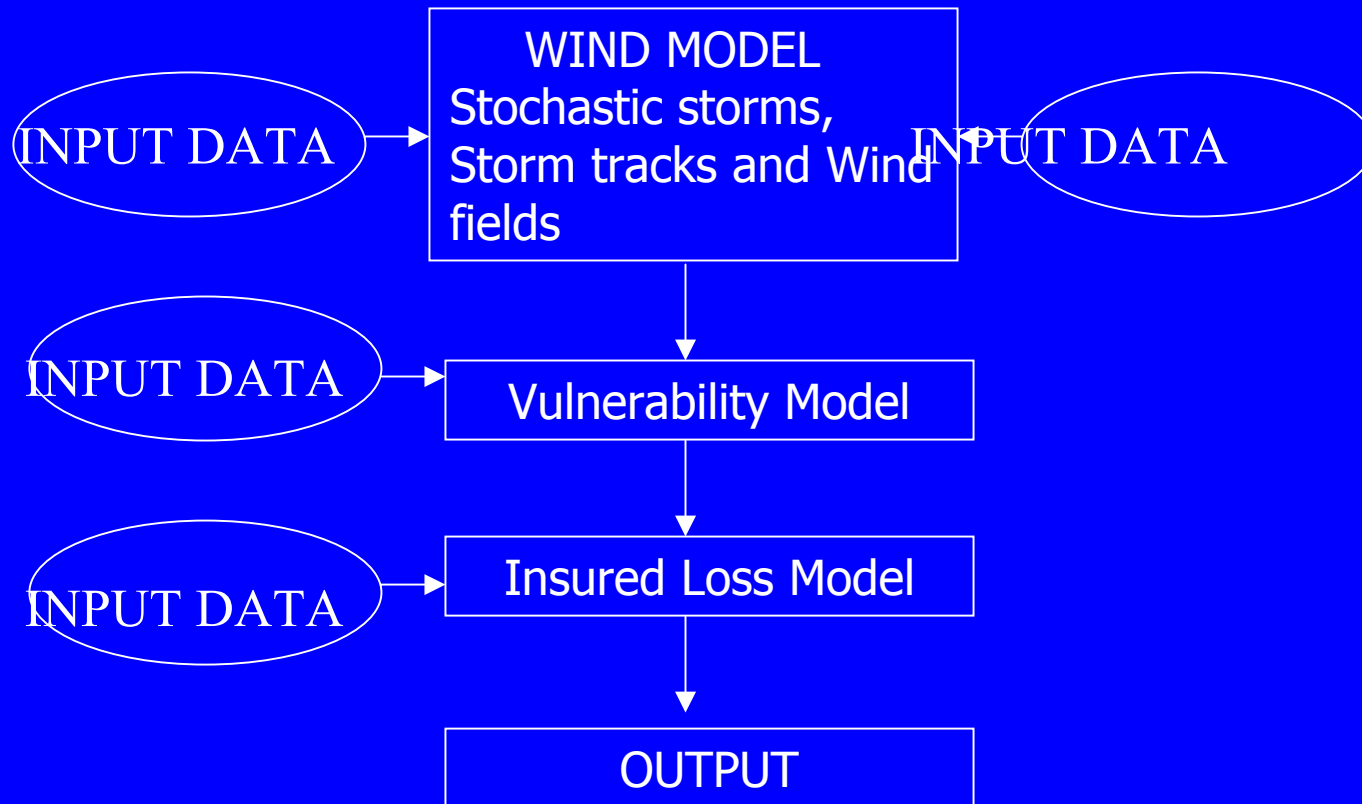 WIND MODEL
Stochastic storms,
Storm tracks and Wind
fields
INPUT DATA
INPUT DATA
INPUT DATA
Vulnerability Model
INPUT DATA
Insured Loss Model
OUTPUT